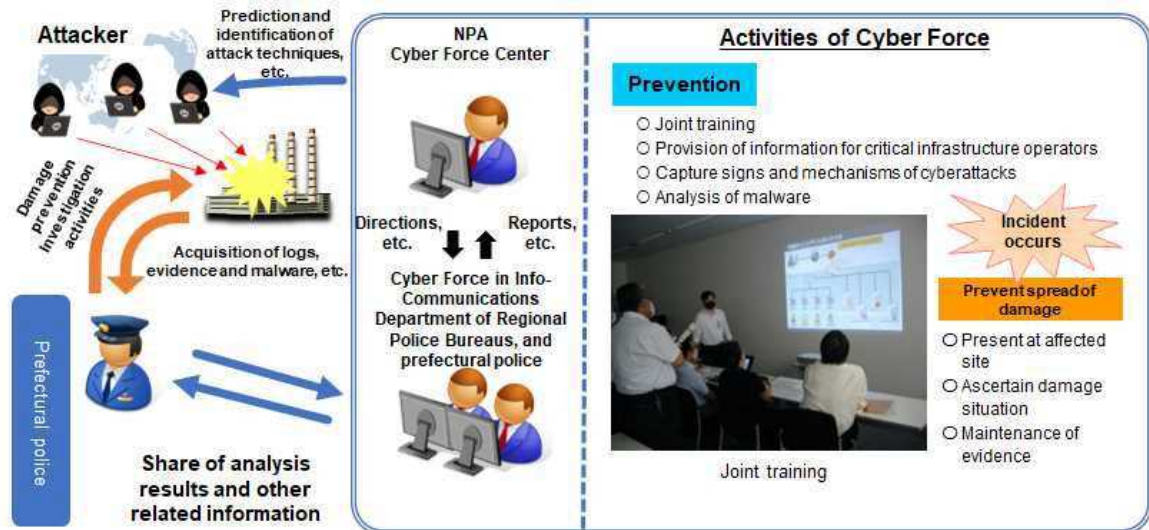 Attacker
Prediction and
identification of
attack techniques,
etc.
Damage
prevention
Investigation
activities
Acquisition of logs,
evidence and malware, etc.
Prefectural police
Share of analysis
results and other
related information
NPA
Cyber Force Center
Directions,
etc.
Reports,
etc.
Cyber Force in Info-
Communications
Department of Regional
Police Bureaus, and
prefectural police
Activities of Cyber Force
Prevention
○ Joint training
○ Provision of information for critical infrastructure operators
○ Capture signs and mechanisms of cyberattacks
○ Analysis of malware
Joint training
Incident
occurs
Prevent spread of
damage
○ Present at affected
site
○ Ascertain damage
situation
○ Maintenance of
evidence